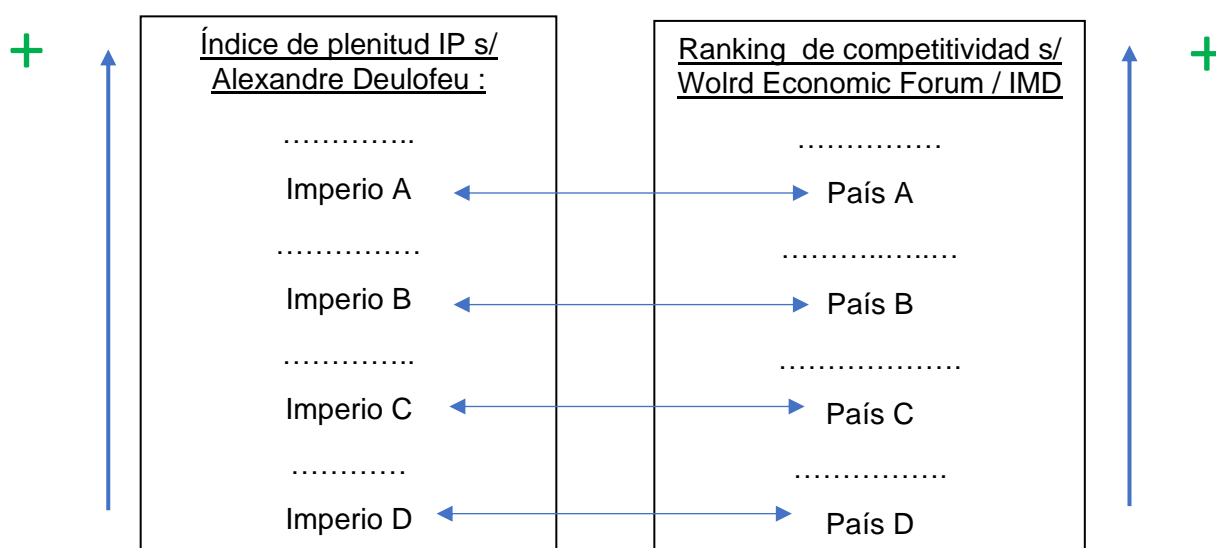 +
+
Índice de plenitud IP s/
Alexandre Deulofeu :
…………..
Imperio A
……………
Imperio B
…………..
Imperio C
…………
Imperio D
Ranking de competitividad s/
Wolrd Economic Forum / IMD
……………
País A
………..…..…
País B
……………….
País C
…………….
País D